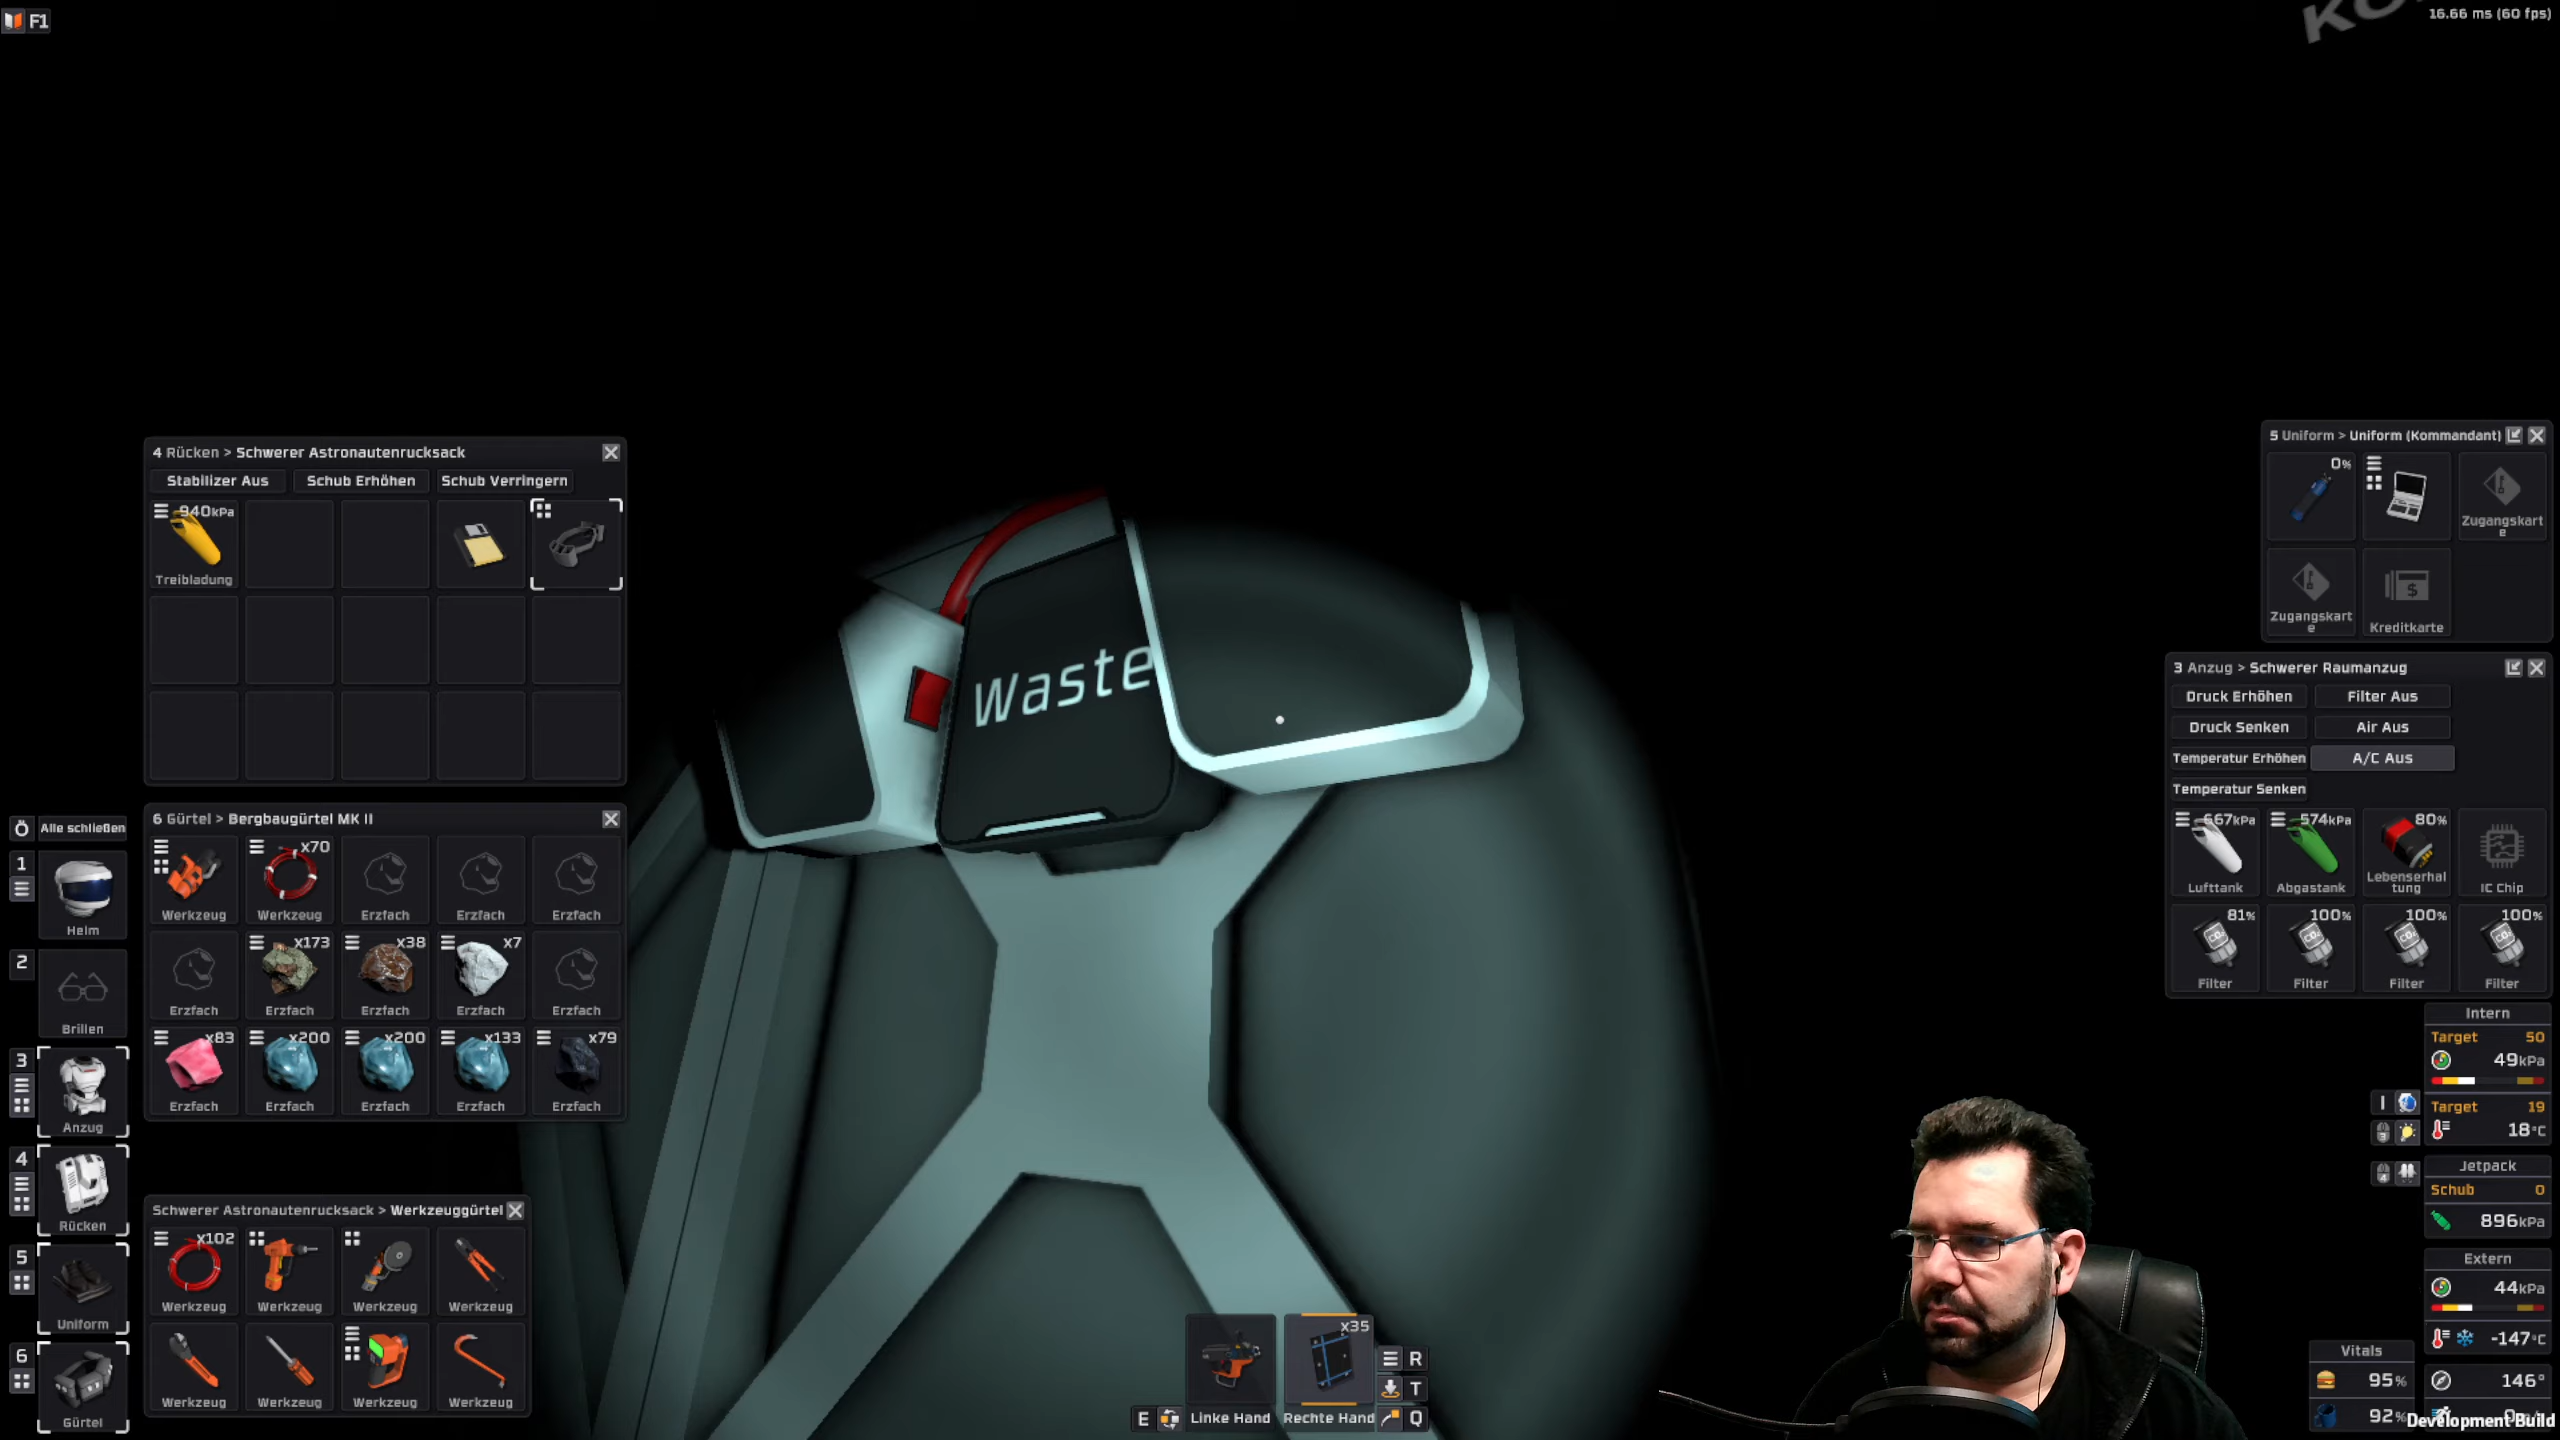 F1
16.66 ms (60 fps)
4 Rücken > Schwerer Astronautenrucksack
Stabilizer Aus
Schub Erhöhen
Schub Verringern
940kPa
Treibladung
5 Uniform > Uniform (Kommandant)
0%
Zugangskart
e
Zugangskart
e
Kreditkarte
Waste
3 Anzug > Schwerer Raumanzug
Druck Erhöhen
Filter Aus
Druck Senken
Air Aus
Temperatur Erhöhen
A/C Aus
Temperatur Senken
667kPa
574kPa
80%
Lufttank
Abgastank
Lebenserhal
tung
IC Chip
81%
100%
100%
100%
Filter
Filter
Filter
Filter
Ö
Alle schließen
1
Helm
2
Brillen
3
Anzug
4
Rücken
5
Uniform
6
Gürtel
6 Gürtel > Bergbaugürtel MK II
x70
Werkzeug
Werkzeug
Erzfach
Erzfach
Erzfach
x173
x38
x7
Erzfach
Erzfach
Erzfach
Erzfach
Erzfach
x83
x200
x200
x133
x79
Erzfach
Erzfach
Erzfach
Erzfach
Erzfach
Schwerer Astronautenrucksack > Werkzeuggürtel
x102
Werkzeug
Werkzeug
Werkzeug
Werkzeug
Werkzeug
Werkzeug
Werkzeug
Werkzeug
x35
R
T
E
Linke Hand
Rechte Hand
Q
Intern
Target 50
49kPa
Target 19
18°C
Jetpack
Schub 0
896kPa
Extern
44kPa
-147°C
146°
Vitals
95%
92%
Development Build